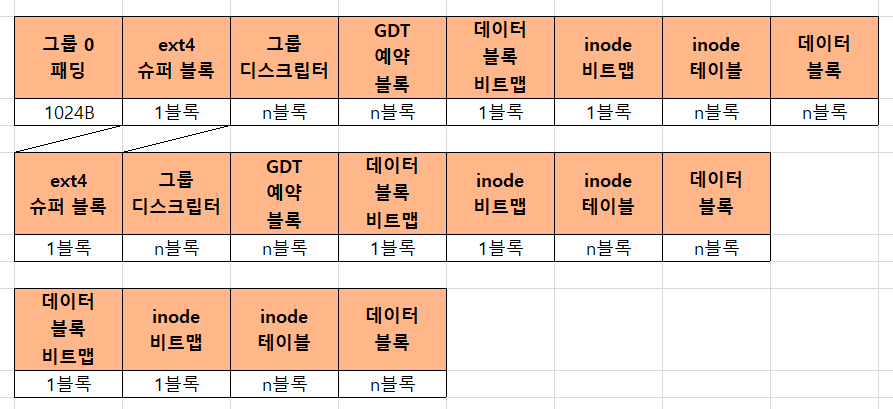 그룹 0
패딩
ext4
슈퍼 블록
그룹
디스크립터
GDT
예약
블록
데이터
블록
비트맵
inode
비트맵
inode
테이블
데이터
블록
1024B
1블록
n블록
n블록
1블록
1블록
n블록
n블록
ext4
슈퍼 블록
그룹
디스크립터
GDT
예약
블록
데이터
블록
비트맵
inode
비트맵
inode
테이블
데이터
블록
1블록
n블록
n블록
1블록
1블록
n블록
n블록
데이터
블록
비트맵
inode
비트맵
inode
테이블
데이터
블록
1블록
1블록
n블록
n블록